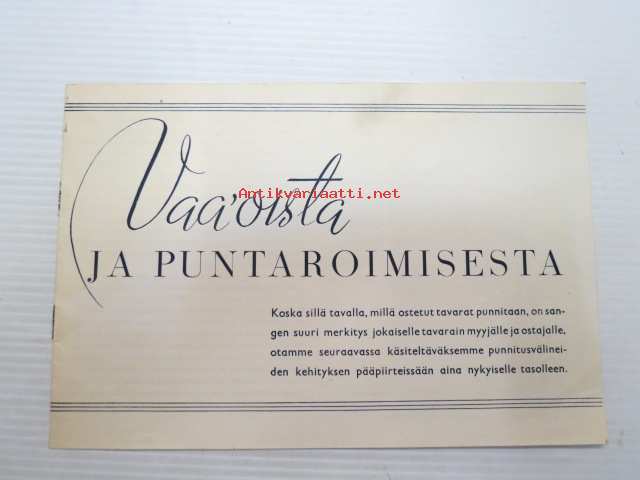 Vaa'oista
Antikvariaatti.net
JA PUNTAROIMISESTA
Koska sillä tavalla, millä ostetut tavarat punnitaan, on san-
gen suuri merkitys jokaiselle tavarain myyjälle ja ostajalle,
otamme seuraavassa käsiteltäväksemme punnitusvälinei-
den kehityksen pääpiirteissään aina nykyiselle tasolleen.